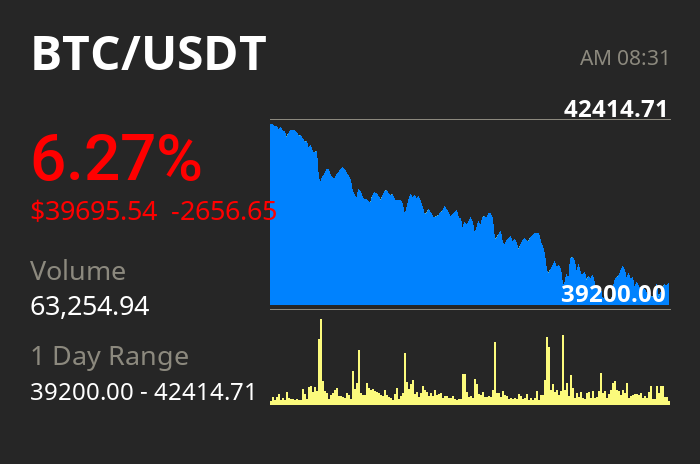 BTC/USDT
AM 08:31
42414.71
6.27%
$39695.54 -2656.65
Volume
63,254.94
39200.00
1 Day Range
39200.00 - 42414.71